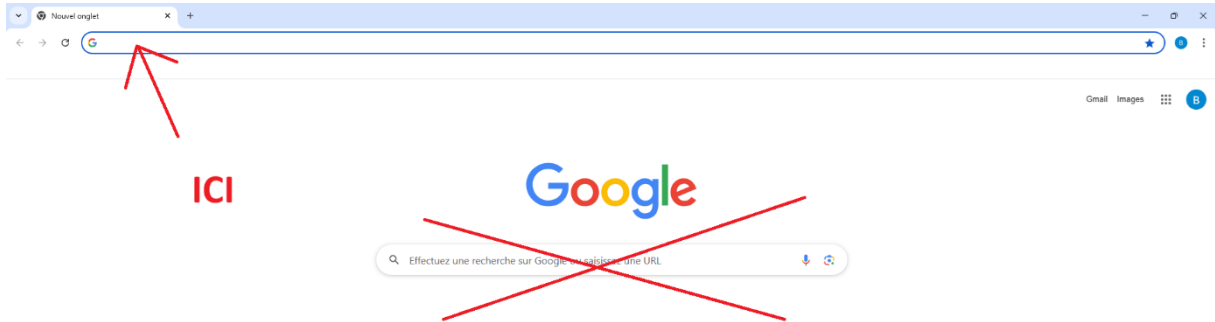 Nouvel onglet
G
B
Gmail Images
B
ICI
Google
Effectuez une recherche sur Google ou saisissez une URL